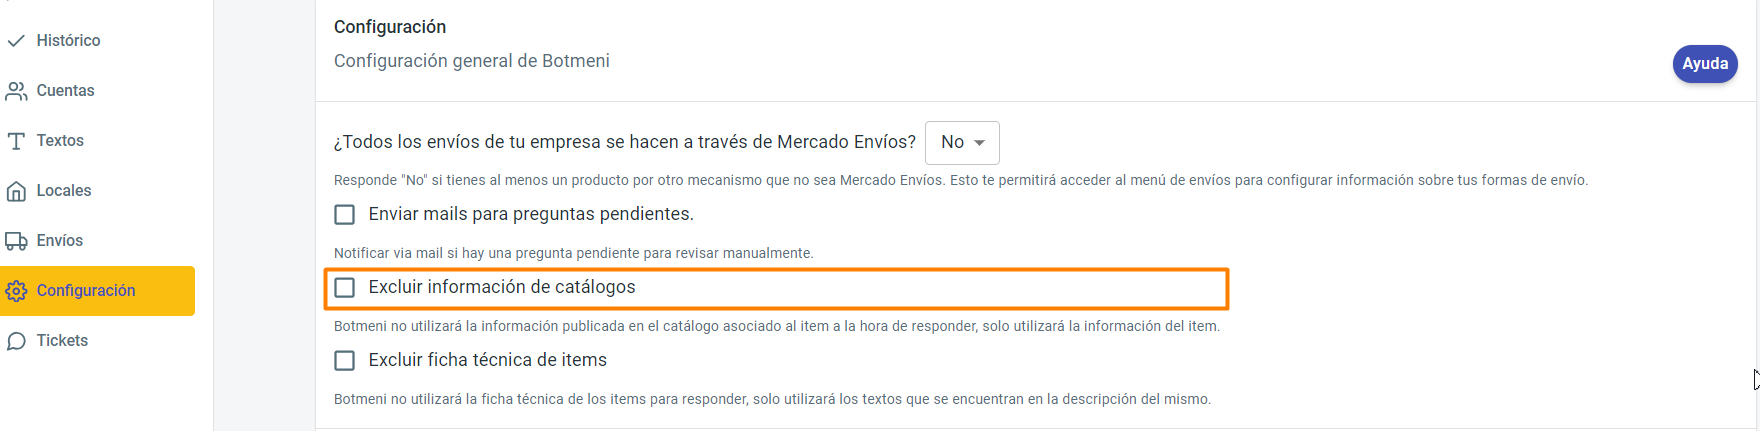 Histórico
Cuentas
Textos
Locales
Envíos
Configuración
Tickets
Configuración
Configuración general de Botmeni
Ayuda
¿Todos los envíos de tu empresa se hacen a través de Mercado Envíos? No
Responde "No" si tienes al menos un producto por otro mecanismo que no sea Mercado Envíos. Esto te permitirá acceder al menú de envíos para configurar información sobre tus formas de envío.
Enviar mails para preguntas pendientes.
Notificar via mail si hay una pregunta pendiente para revisar manualmente.
Excluir información de catálogos
Botmeni no utilizará la información publicada en el catálogo asociado al item a la hora de responder, solo utilizará la información del item.
Excluir ficha técnica de items
Botmeni no utilizará la ficha técnica de los items para responder, solo utilizará los textos que se encuentran en la descripción del mismo.